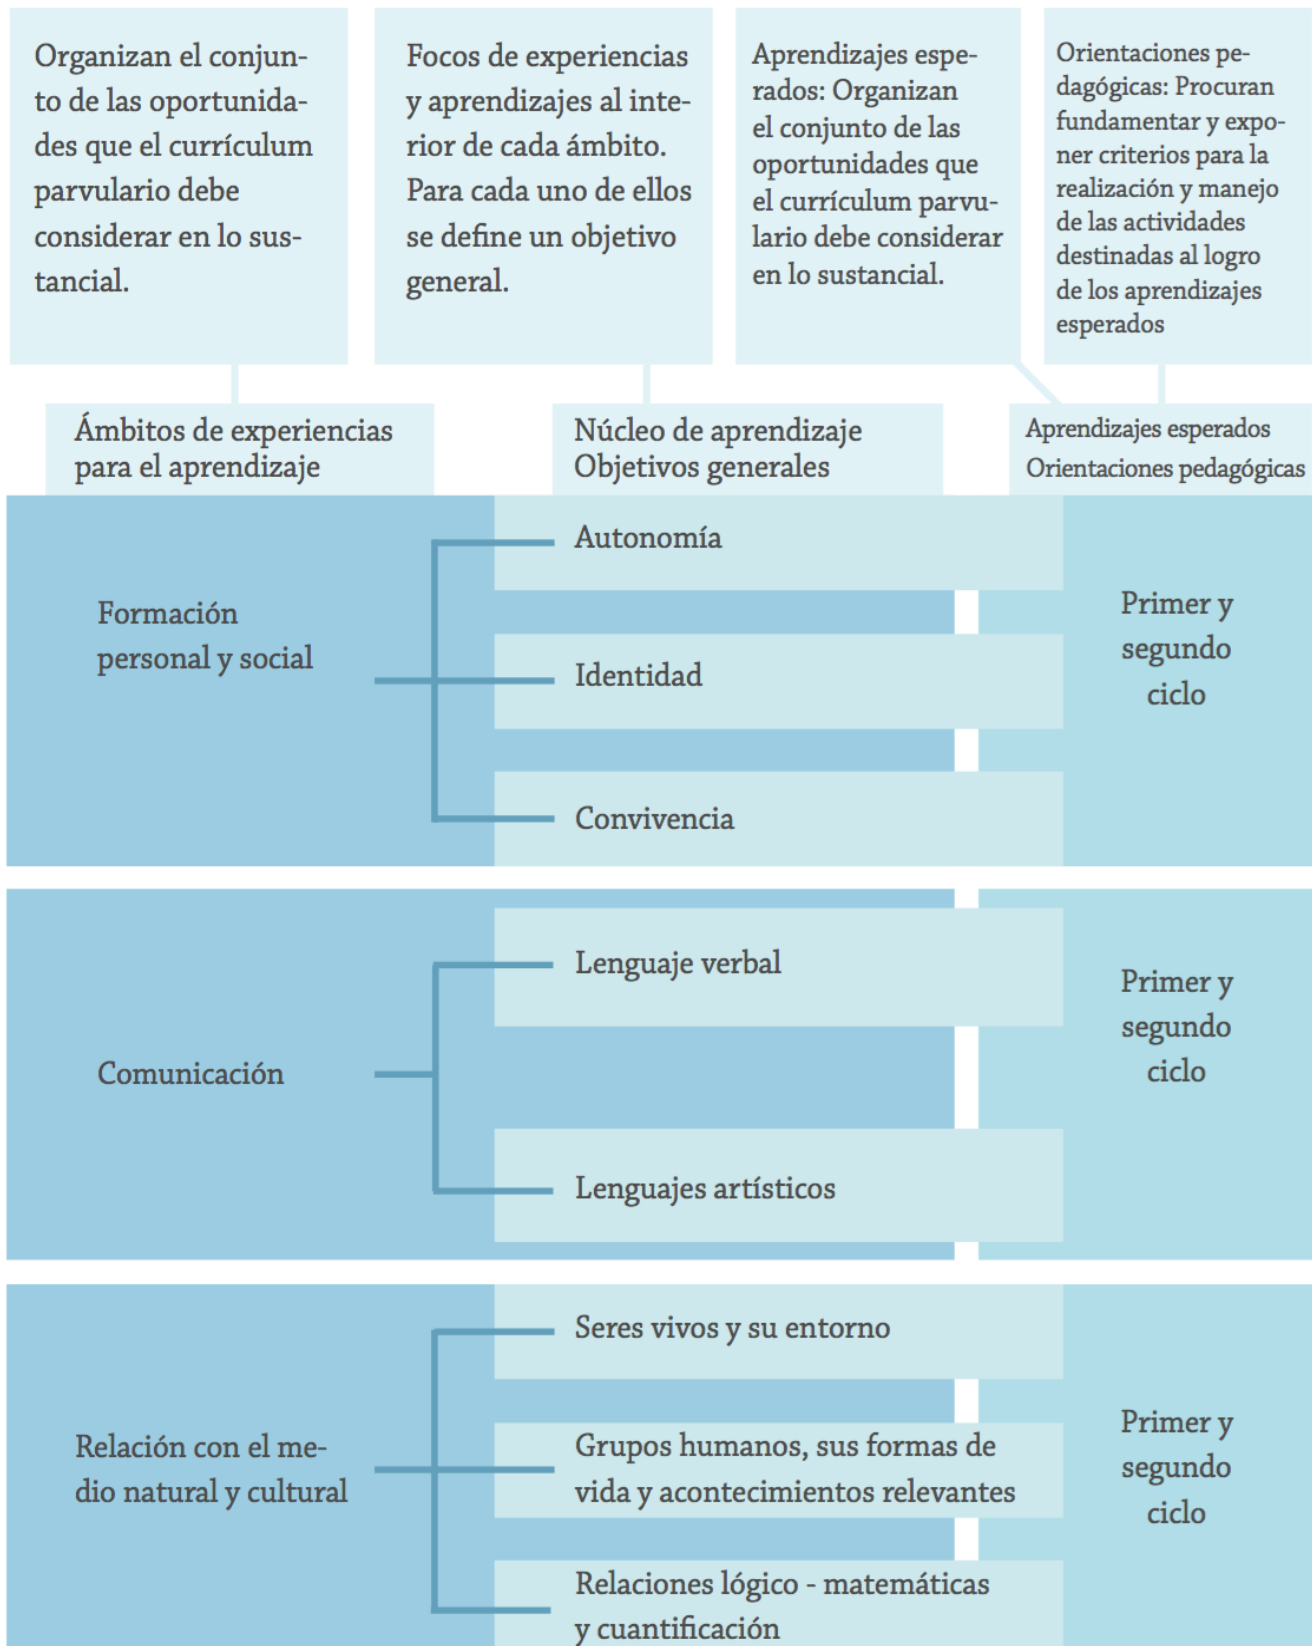 Organizan el conjun-
to de las oportunida-
des que el currículum
parvulario debe
considerar en lo sus-
tancial.
Focos de experiencias
y aprendizajes al inte-
rior de cada ámbito.
Para cada uno de ellos
se define un objetivo
general.
Aprendizajes espe-
rados: Organizan
el conjunto de las
oportunidades que
el currículum parvu-
lario debe considerar
en lo sustancial.
Orientaciones pe-
dagógicas: Procuran
fundamentar y expo-
ner criterios para la
realización y manejo
de las actividades
destinadas al logro
de los aprendizajes
esperados
Ámbitos de experiencias
para el aprendizaje
Núcleo de aprendizaje
Objetivos generales
Aprendizajes esperados
Orientaciones pedagógicas
Formación
personal y social
Autonomía
Identidad
Convivencia
Primer y
segundo
ciclo
Comunicación
Lenguaje verbal
Lenguajes artísticos
Primer y
segundo
ciclo
Relación con el me-
dio natural y cultural
Seres vivos y su entorno
Grupos humanos, sus formas de
vida y acontecimientos relevantes
Relaciones lógico - matemáticas
y cuantificación
Primer y
segundo
ciclo